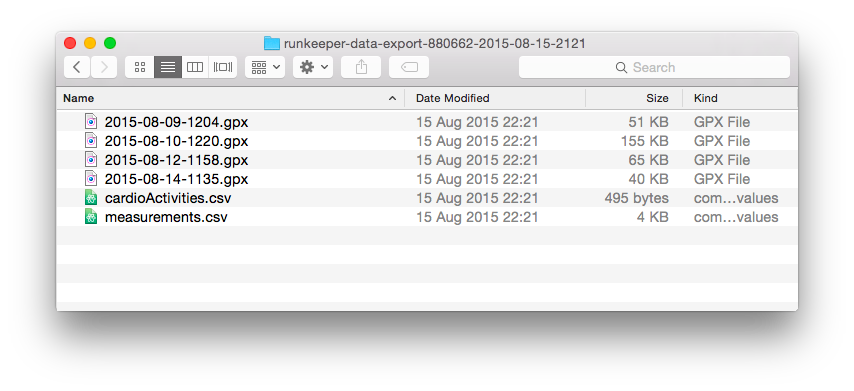 runkeeper-data-export-880662-2015-08-15-2121
Search
Name Date Modified Size Kind
2015-08-09-1204.gpx 15 Aug 2015 22:21 51 KB GPX File
2015-08-10-1220.gpx 15 Aug 2015 22:21 155 KB GPX File
2015-08-12-1158.gpx 15 Aug 2015 22:21 65 KB GPX File
2015-08-14-1135.gpx 15 Aug 2015 22:21 40 KB GPX File
cardioActivities.csv 15 Aug 2015 22:21 495 bytes com...values
measurements.csv 15 Aug 2015 22:21 4 KB com...values